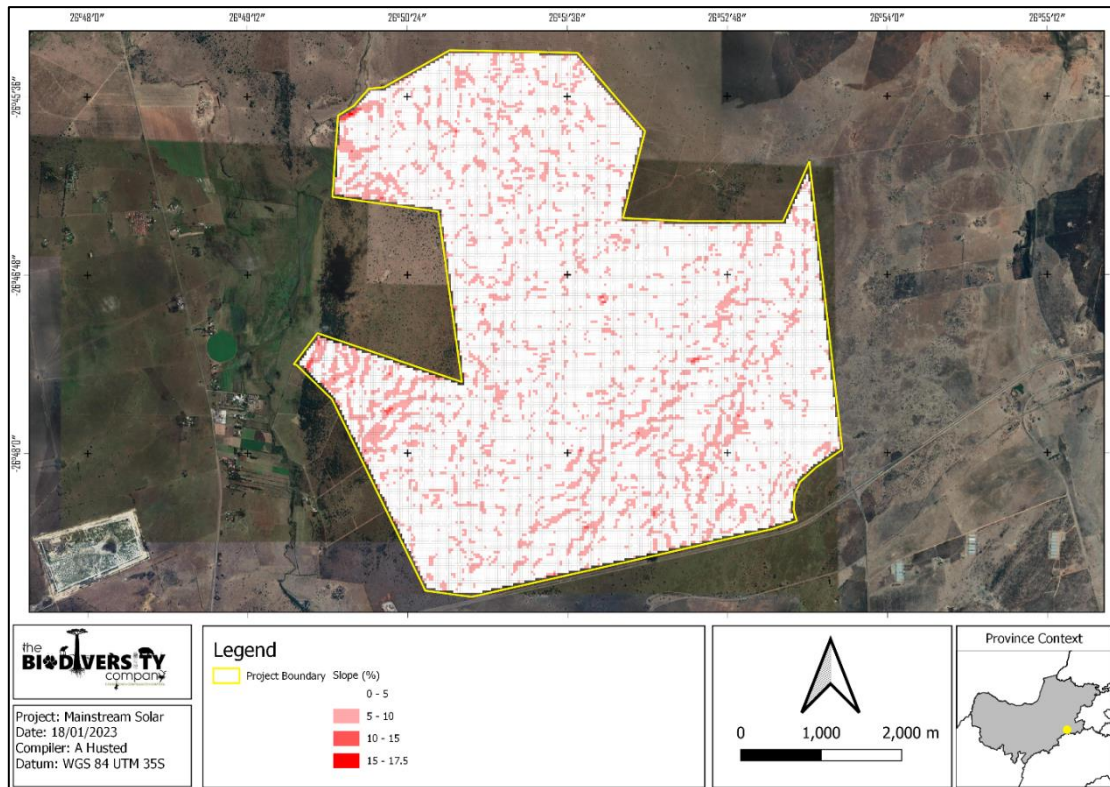 26°48'0" 26°49'12" 26°50'24" 26°51'36" 26°52'48" 26°54'0" 26°55'12"
-26°45'36"
-26°46'48"
-26°48'0"
the
BIODIVERSITY
company
Project: Mainstream Solar
Date: 18/01/2023
Compiler: A Husted
Datum: WGS 84 UTM 35S
Legend
Project Boundary
Slope (%)
0 - 5
5 - 10
10 - 15
15 - 17.5
0 1,000 2,000 m
Province Context